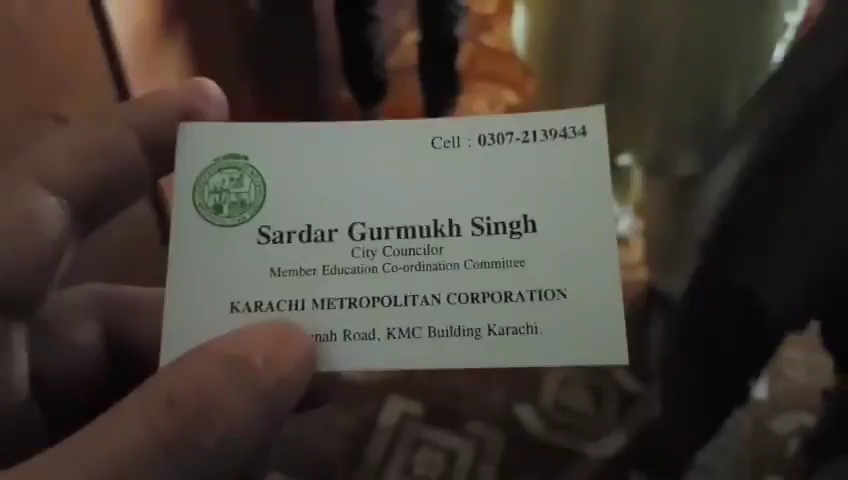 Cell : 0307-2139434
Sardar Gurmukh Singh
City Councilor
Member Education Co-ordination Committee
KARACHI METROPOLITAN CORPORATION
Road, KMC Building Karachi.